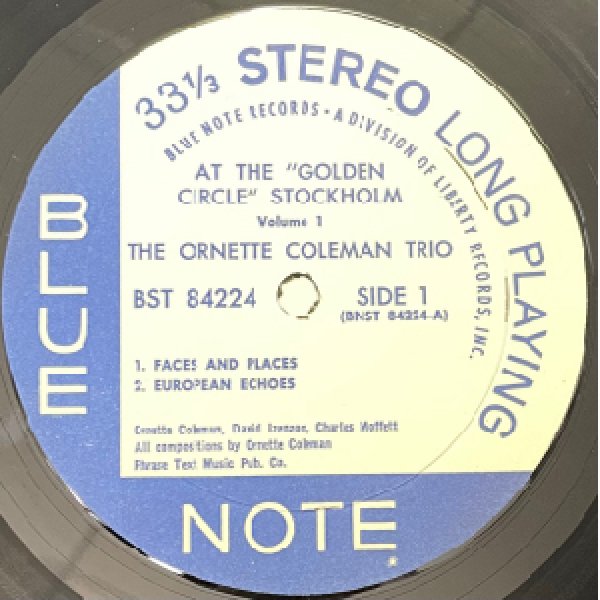 33⅓ STEREO LONG PLAYING
BLUE NOTE RECORDS • A DIVISION OF LIBERTY RECORDS, INC.
AT THE "GOLDEN
CIRCLE" STOCKHOLM
Volume 1
THE ORNETTE COLEMAN TRIO
BST 84224
SIDE 1
(BNST 84224-A)
1. FACES AND PLACES
2. EUROPEAN ECHOES
Ornette Coleman, David Izenzon, Charles Moffett
All compositions by Ornette Coleman
Phrase Text Music Pub. Co.
BLUE
NOTE